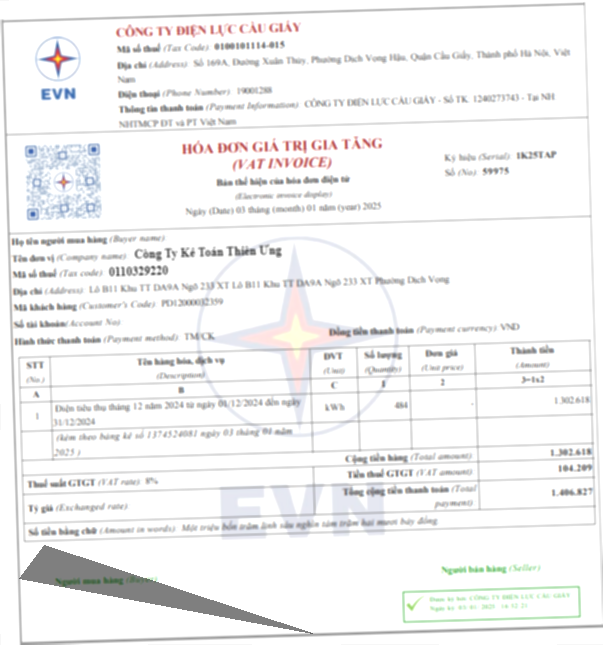 CÔNG TY ĐIỆN LỰC CẦU GIẤY
Mã số thuế (Tax Code) 0100101114-015
Địa chỉ (Address) Số 169A, Đường Xuân Thủy, Phường Dịch Vọng Hậu, Quận Cầu Giấy, Thành phố Hà Nội, Việt
Nam
EVN
Điện thoại (Phone Number) 19001288
Thông tin thanh toán (Payment Information) CÔNG TY ĐIỆN LỰC CẦU GIẤY - Số TK 1240273743 - Tại NH
NHTMCP ĐT và PT Việt Nam
HÓA ĐƠN GIÁ TRỊ GIA TĂNG
(VAT INVOICE)
Ký hiệu (Serial) 1K25TAP
Số (No) 59975
Bản thể hiện của hóa đơn điện tử
(Electronic invoice display)
Ngày (Date) 03 tháng (month) 01 năm (year) 2025
Họ tên người mua hàng (Buyer name)
Tên đơn vị (Company name) Công Ty Kế Toán Thiên Ưng
Mã số thuế (Tax code) 0110329220
Địa chỉ (Address) Lô B11 Khu TT DA9A Ngõ 233 XT Lô B11 Khu TT DA9A Ngõ 233 XT Phường Dịch Vọng
Mã khách hàng (Customer's Code) PD12000032359
Số tài khoản (Account No)
Hình thức thanh toán (Payment method) TM/CK Đồng tiền thanh toán (Payment currency) VND
STT Tên hàng hóa, dịch vụ ĐVT Số lượng Đơn giá Thành tiền
(No.) (Description) (Unit) (Quantity) (Unit price) (Amount)
A B C 1 2 3=1x2
1 Điện tiêu thụ tháng 12 năm 2024 từ ngày 01/12/2024 đến ngày kWh 484 - 1.302.618
31/12/2024
(kèm theo bảng kê số 1374524081 ngày 03 tháng 01 năm
2025 )
Cộng tiền hàng (Total amount) 1.302.618
Thuế suất GTGT (VAT rate) 8% Tiền thuế GTGT (VAT amount) 104.209
Tỷ giá (Exchanged rate) Tổng cộng tiền thanh toán (Total
payment) 1.406.827
EVN
Số tiền bằng chữ (Amount in words) Một triệu bốn trăm linh sáu nghìn tám trăm hai mươi bảy đồng
Người mua hàng (Buyer)
Người bán hàng (Seller)
CÔNG TY ĐIỆN LỰC CẦU GIẤY